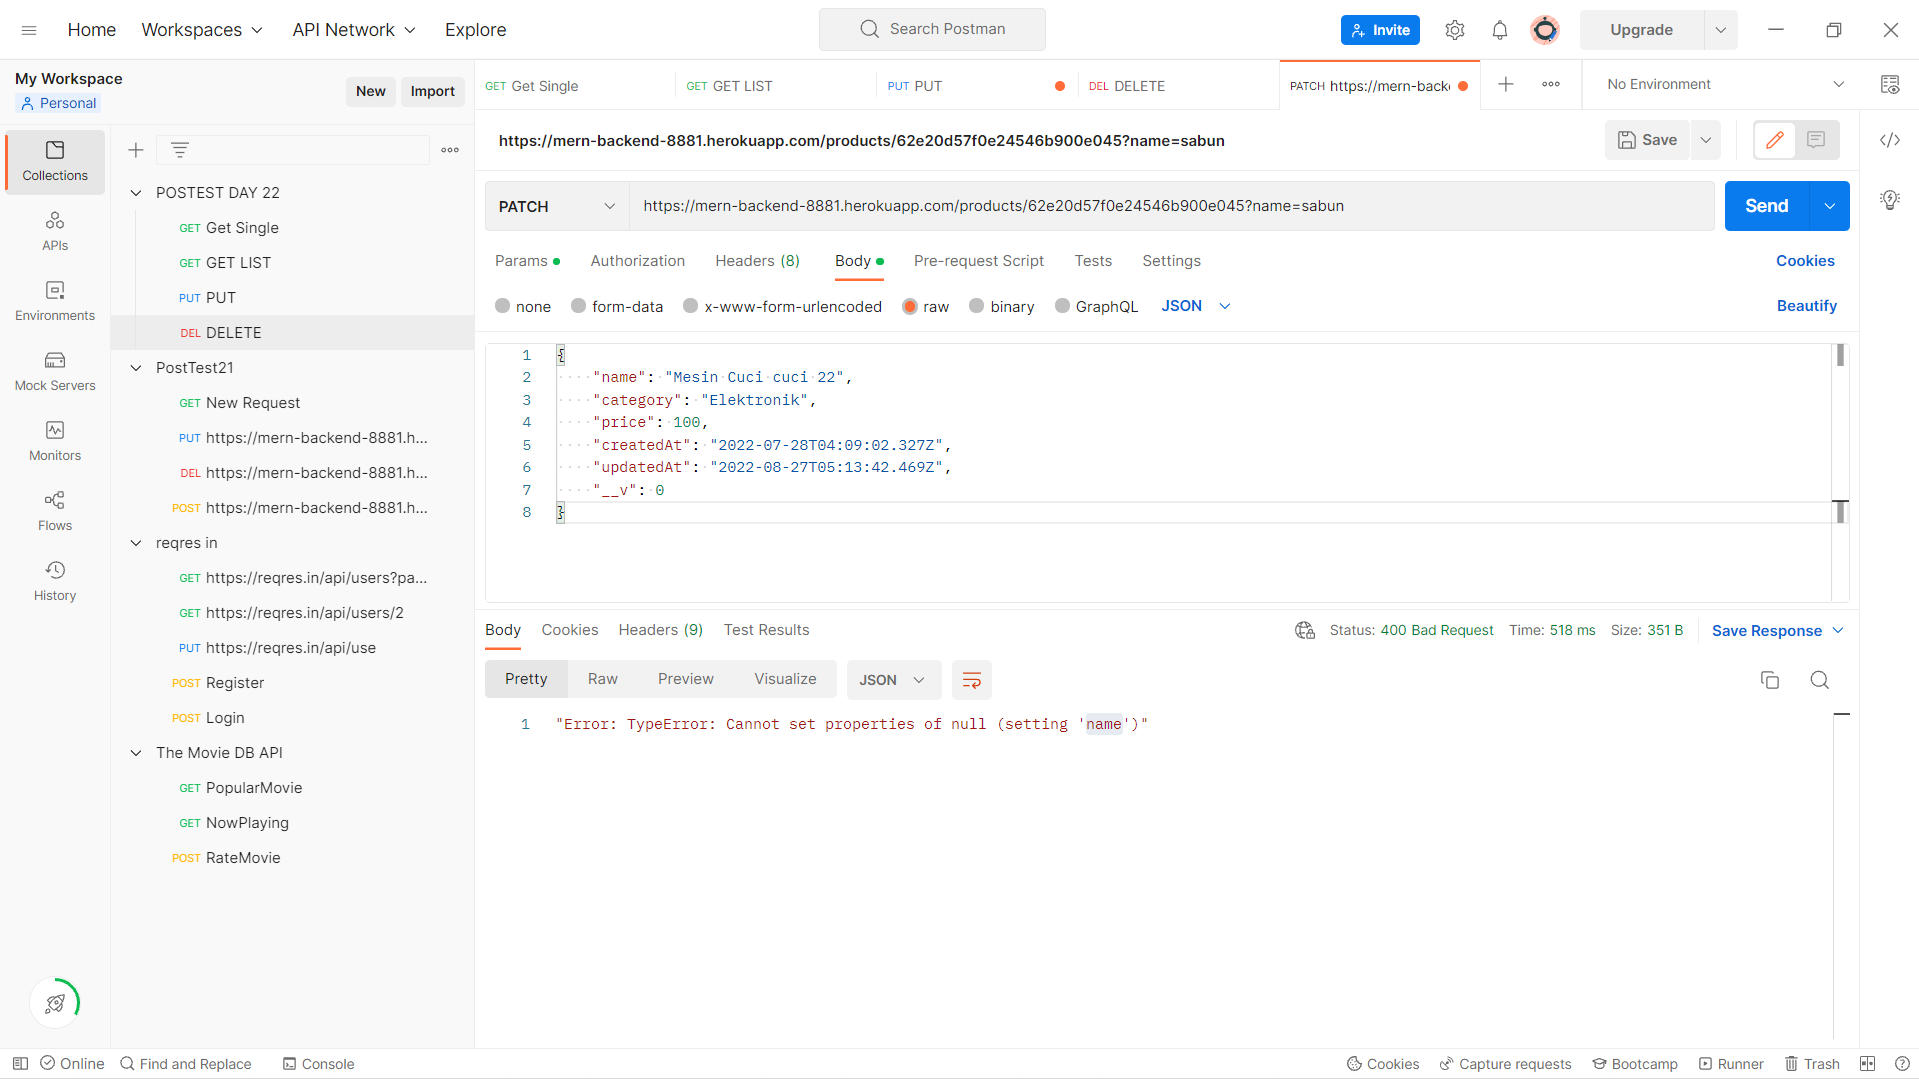 Home
Workspaces
API Network
Explore
Search Postman
Invite
Upgrade
My Workspace
Personal
New
Import
GET Get Single
GET GET LIST
PUT PUT
DEL DELETE
PATCH https://mern-back
No Environment
Collections
APIs
Environments
Mock Servers
Monitors
Flows
History
POSTEST DAY 22
GET Get Single
GET GET LIST
PUT PUT
DEL DELETE
PostTest21
GET New Request
PUT https://mern-backend-8881.h...
DEL https://mern-backend-8881.h...
POST https://mern-backend-8881.h...
reqres in
GET https://reqres.in/api/users?pa...
GET https://reqres.in/api/users/2
PUT https://reqres.in/api/use
POST Register
POST Login
The Movie DB API
GET PopularMovie
GET NowPlaying
POST RateMovie
https://mern-backend-8881.herokuapp.com/products/62e20d57f0e24546b900e045?name=sabun
Save
PATCH
https://mern-backend-8881.herokuapp.com/products/62e20d57f0e24546b900e045?name=sabun
Send
Params
Authorization
Headers (8)
Body
Pre-request Script
Tests
Settings
Cookies
none
form-data
x-www-form-urlencoded
raw
binary
GraphQL
JSON
Beautify
1 {
2 "name": "Mesin Cuci cuci 22",
3 "category": "Elektronik",
4 "price": 100,
5 "createdAt": "2022-07-28T04:09:02.327Z",
6 "updatedAt": "2022-08-27T05:13:42.469Z",
7 "__v": 0
8 }
Body
Cookies
Headers (9)
Test Results
Status: 400 Bad Request
Time: 518 ms
Size: 351 B
Save Response
Pretty
Raw
Preview
Visualize
JSON
1 "Error: TypeError: Cannot set properties of null (setting 'name')"
Online
Find and Replace
Console
Cookies
Capture requests
Bootcamp
Runner
Trash